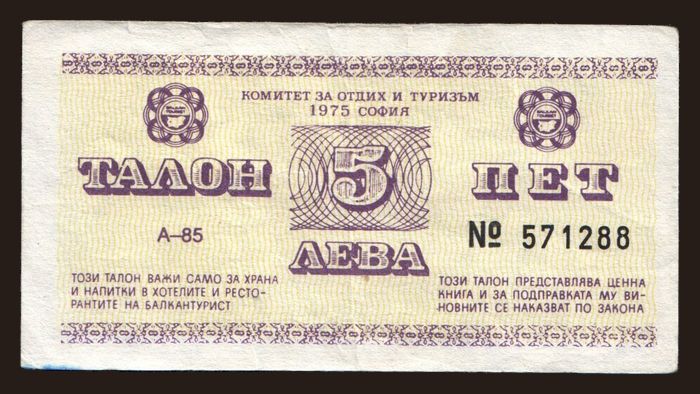 КОМИТЕТ ЗА ОТДИХ И ТУРИЗЪМ
1975 СОФИЯ
ТАЛОН 5 ПЕТ
ЛЕВА
А–85
№ 571288
ТОЗИ ТАЛОН ВАЖИ САМО ЗА ХРАНА
И НАПИТКИ В ХОТЕЛИТЕ И РЕСТО-
РАНТИТЕ НА БАЛКАНТУРИСТ
ТОЗИ ТАЛОН ПРЕДСТАВЛЯВА ЦЕННА
КНИГА И ЗА ПОДПРАВКАТА МУ ВИ-
НОВНИТЕ СЕ НАКАЗВАТ ПО ЗАКОНА